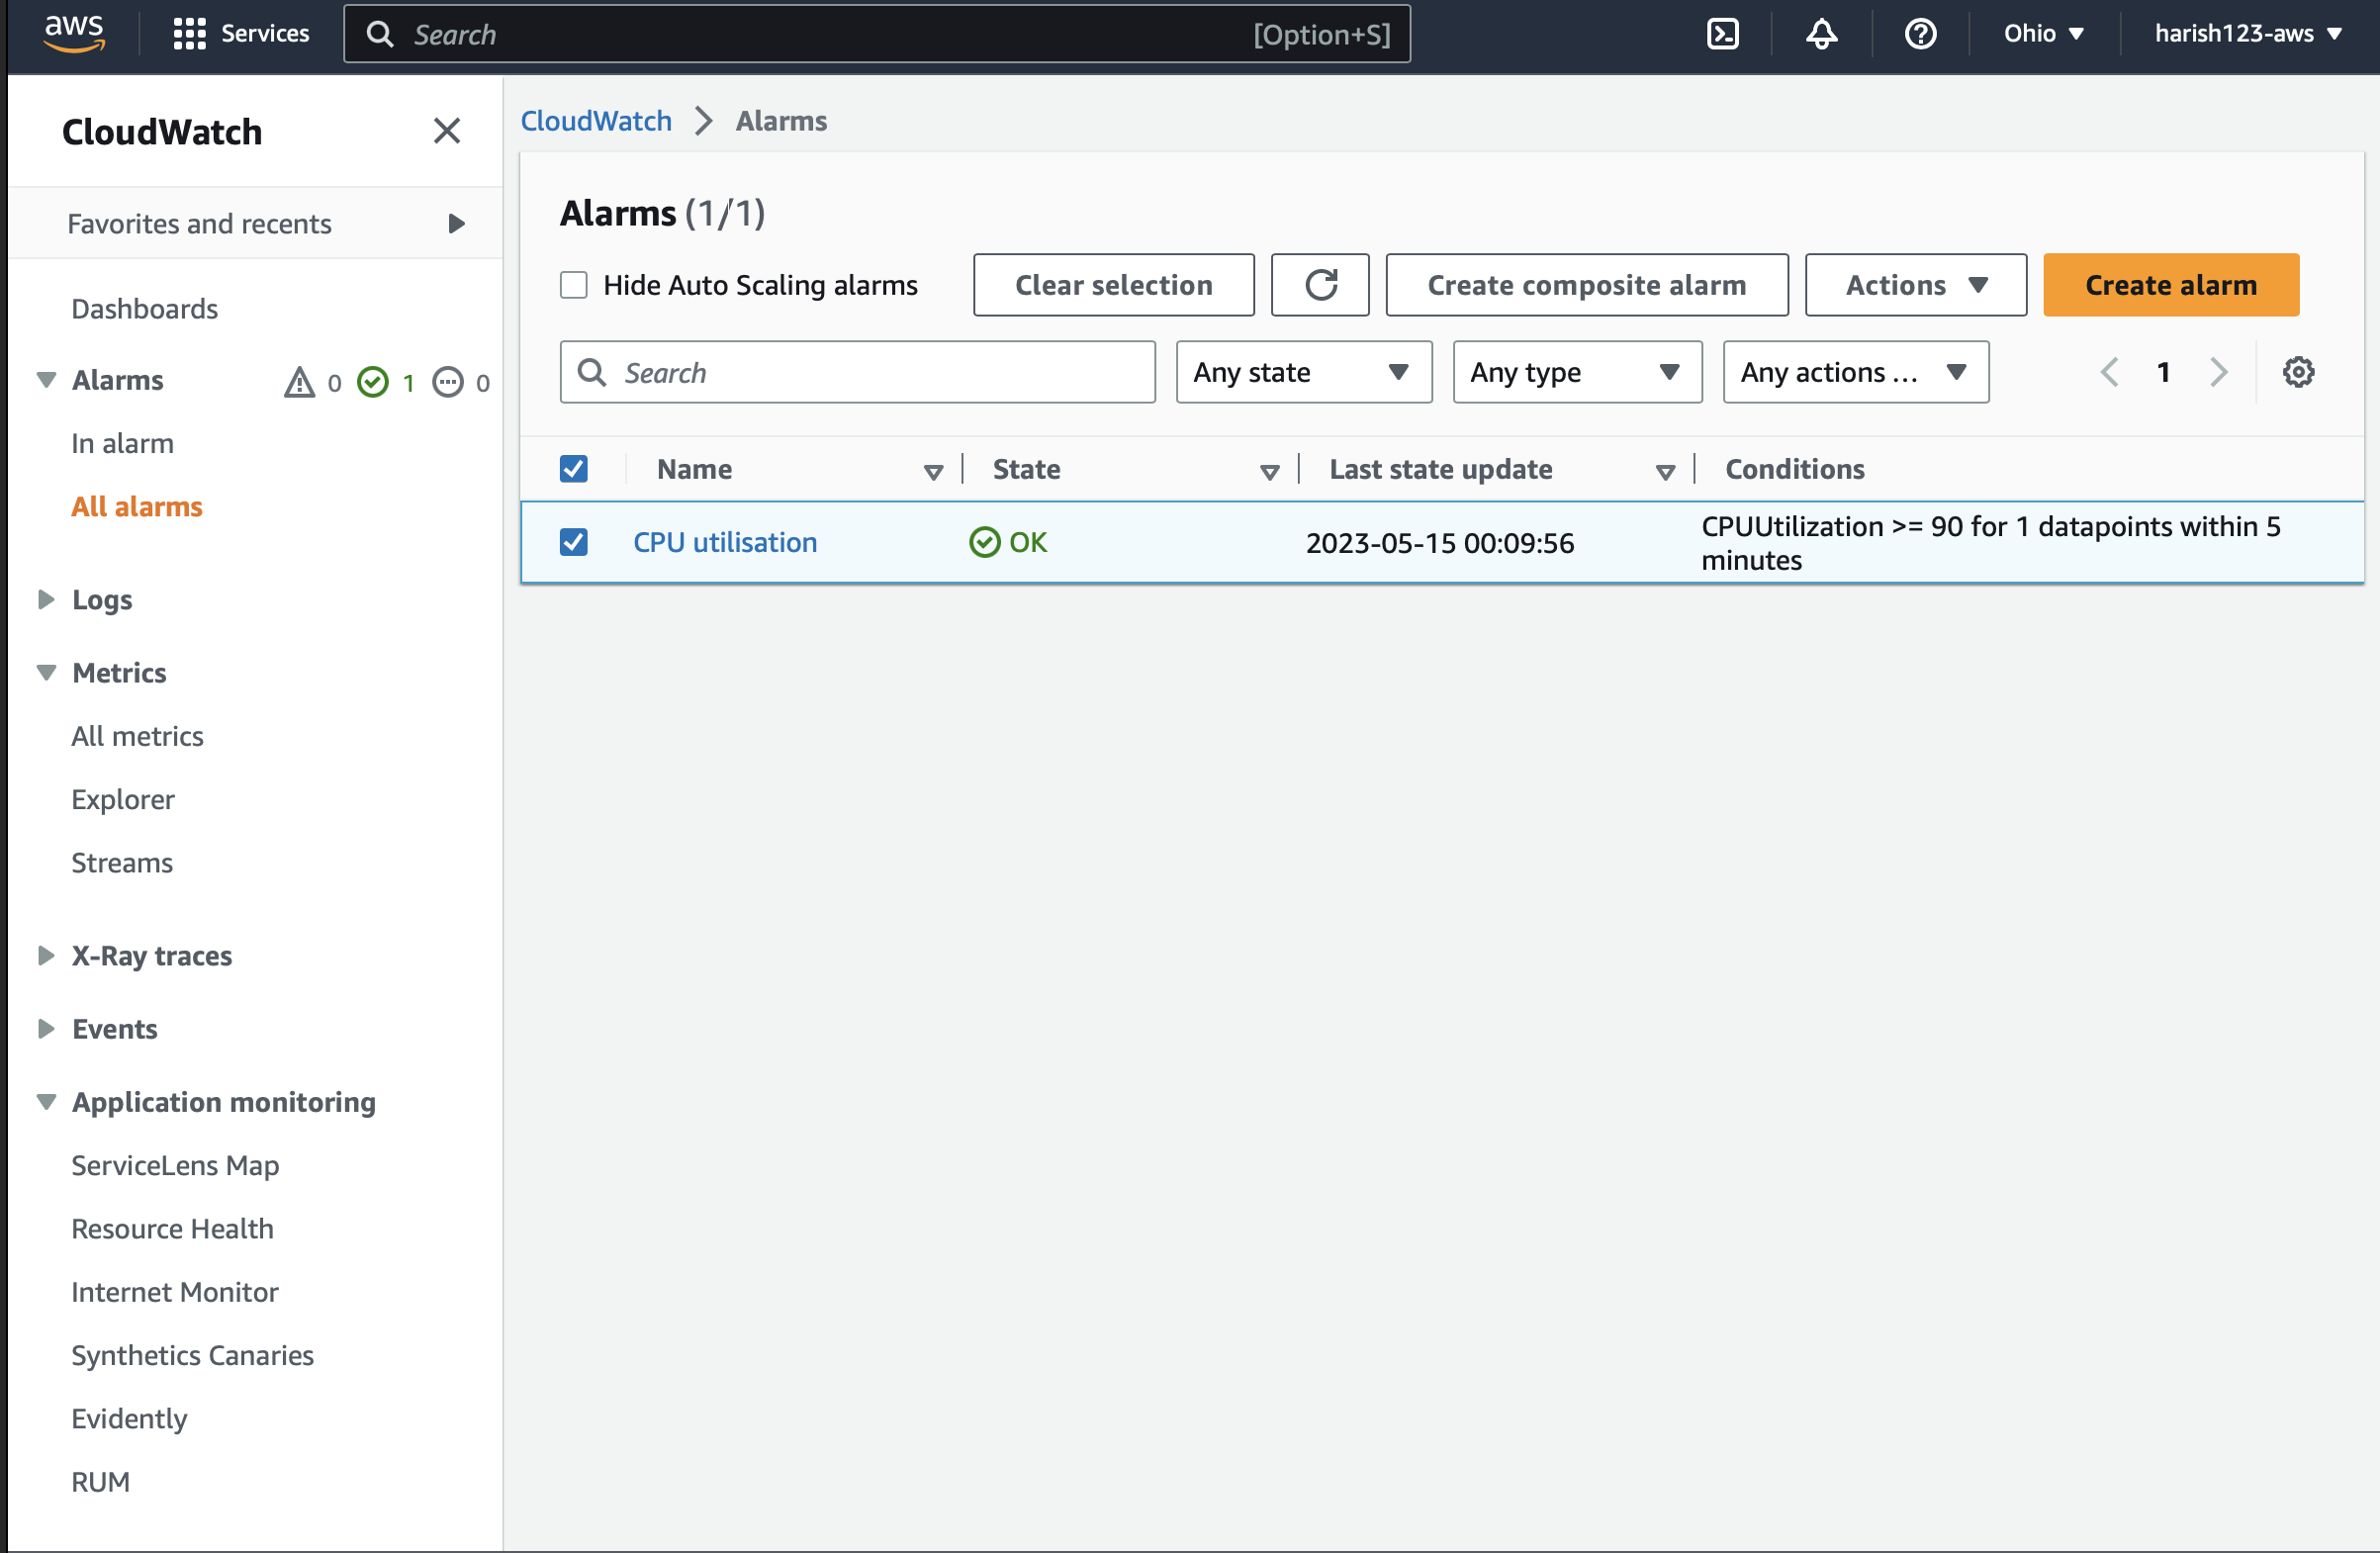 aws
Services
Search
[Option+S]
Ohio
harish123-aws
CloudWatch
Favorites and recents
Dashboards
Alarms
0
1
0
In alarm
All alarms
Logs
Metrics
All metrics
Explorer
Streams
X-Ray traces
Events
Application monitoring
ServiceLens Map
Resource Health
Internet Monitor
Synthetics Canaries
Evidently
RUM
CloudWatch
Alarms
Alarms (1/1)
Hide Auto Scaling alarms
Clear selection
Create composite alarm
Actions
Create alarm
Search
Any state
Any type
Any actions ...
1
Name
State
Last state update
Conditions
CPU utilisation
OK
2023-05-15 00:09:56
CPUUtilization >= 90 for 1 datapoints within 5
minutes